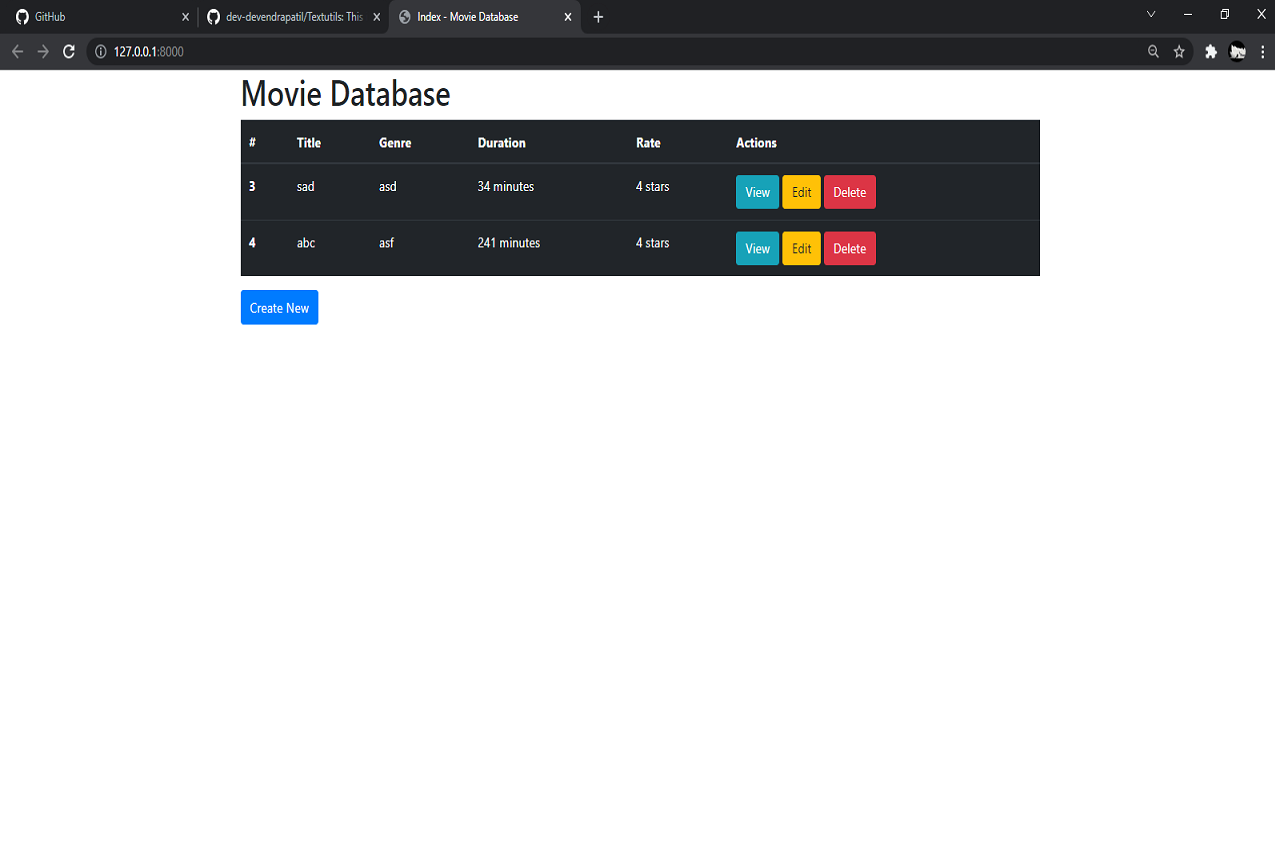 GitHub dev-devendrapatil/Textutils: This Index - Movie Database
127.0.0.1:8000
Movie Database
# Title Genre Duration Rate Actions
3 sad asd 34 minutes 4 stars View Edit Delete
4 abc asf 241 minutes 4 stars View Edit Delete
Create New